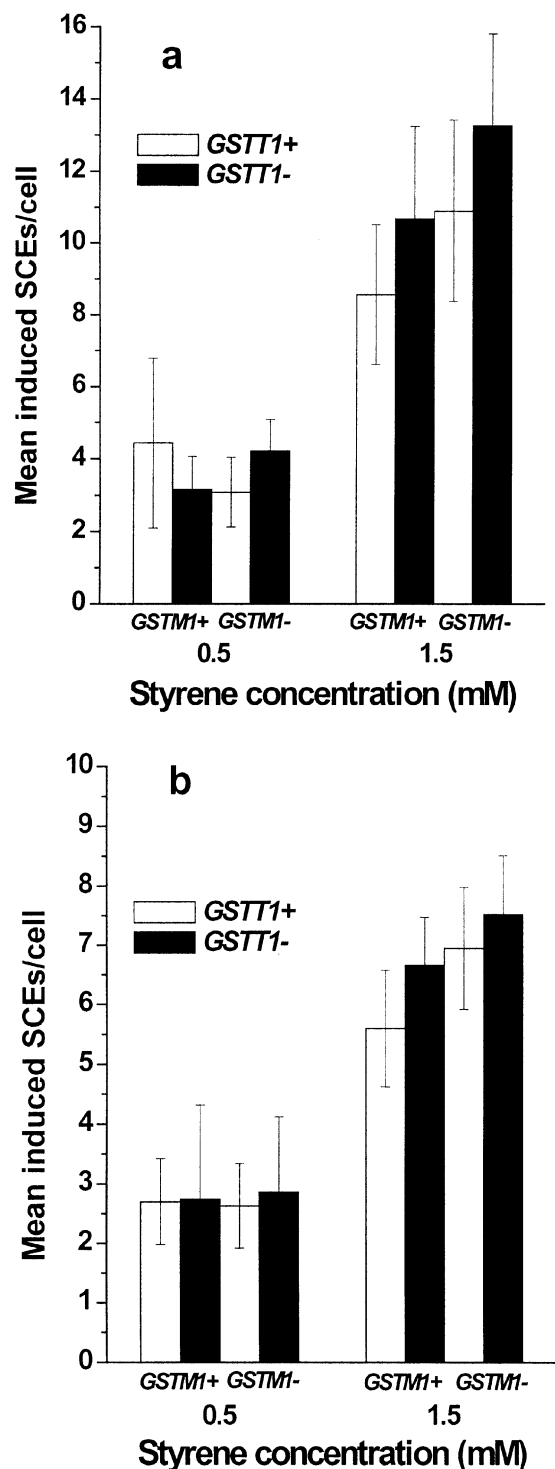 a
GSTT1+
GSTT1-
Mean induced SCEs/cell
16
14
12
10
8
6
4
2
0
GSTM1+ GSTM1- GSTM1+ GSTM1-
0.5 1.5
Styrene concentration (mM)
b
GSTT1+
GSTT1-
Mean induced SCEs/cell
10
9
8
7
6
5
4
3
2
1
0
GSTM1+ GSTM1- GSTM1+ GSTM1-
0.5 1.5
Styrene concentration (mM)